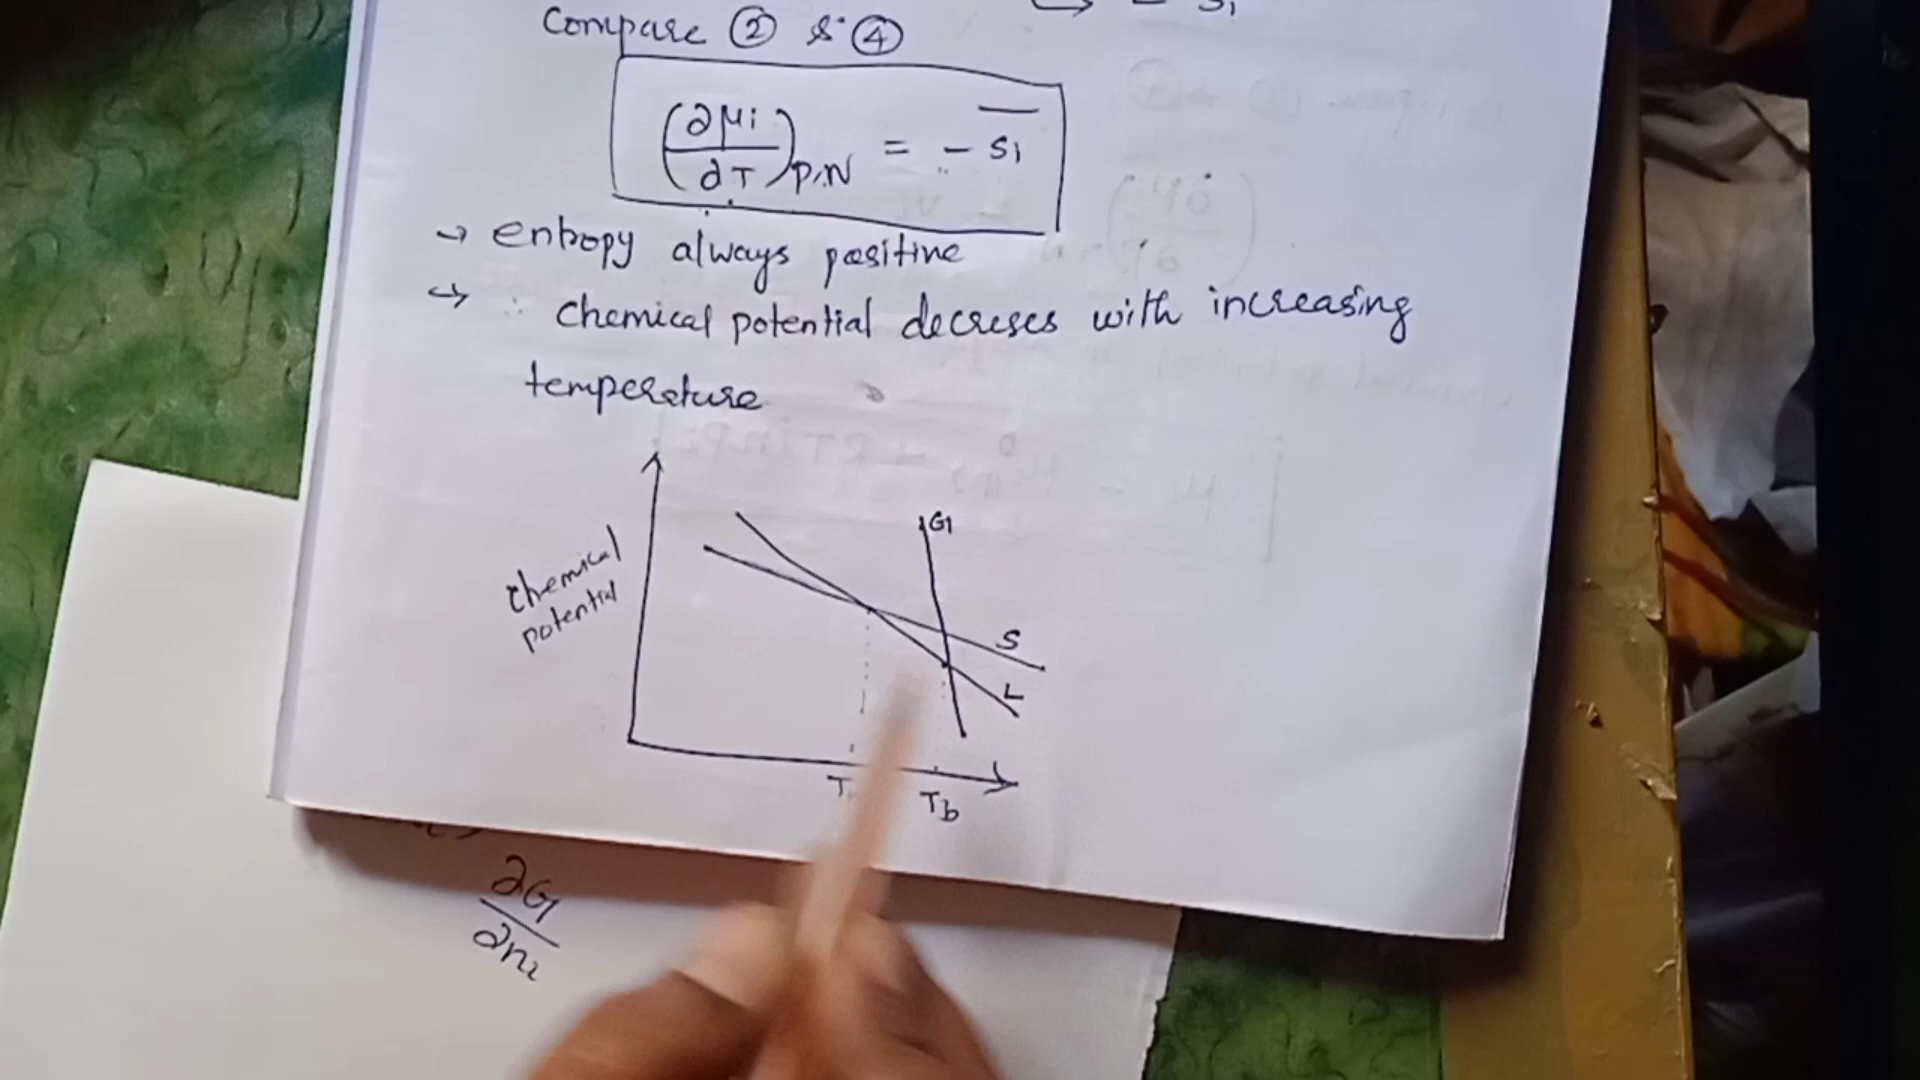 Compare ② & ④
(∂μi/∂T)P,N = - S̅i
→ entropy always positive
→ ∴ chemical potential decreses with increasing
temperature
chemical
potential
G
S
L
Tb
∂G/∂ni